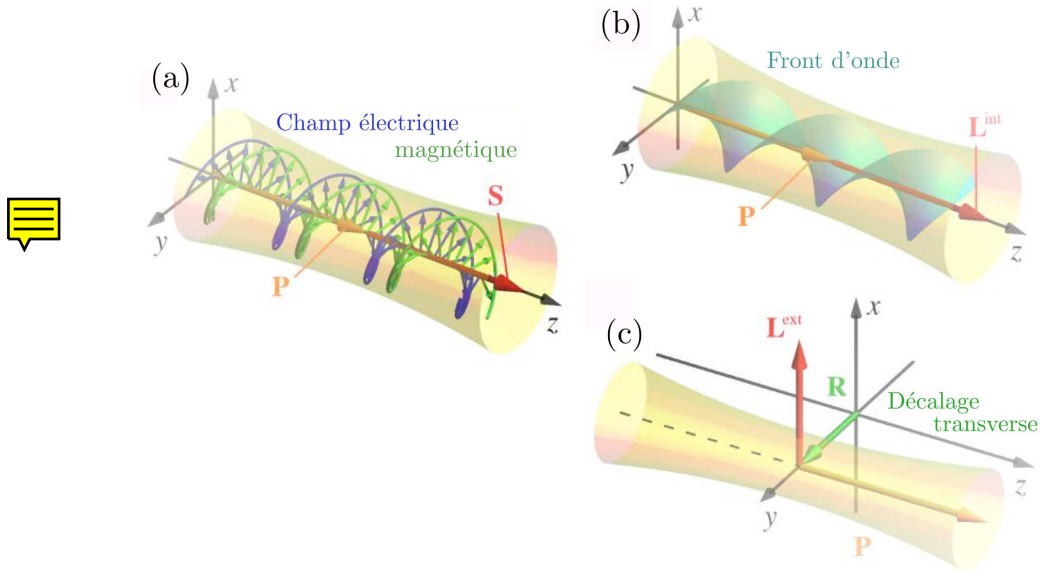 (a)
x
Champ électrique
magnétique
S
P
y
z
(b)
x
Front d'onde
L^int
P
y
z
(c)
x
L^ext
R
Décalage
transverse
z
y
P